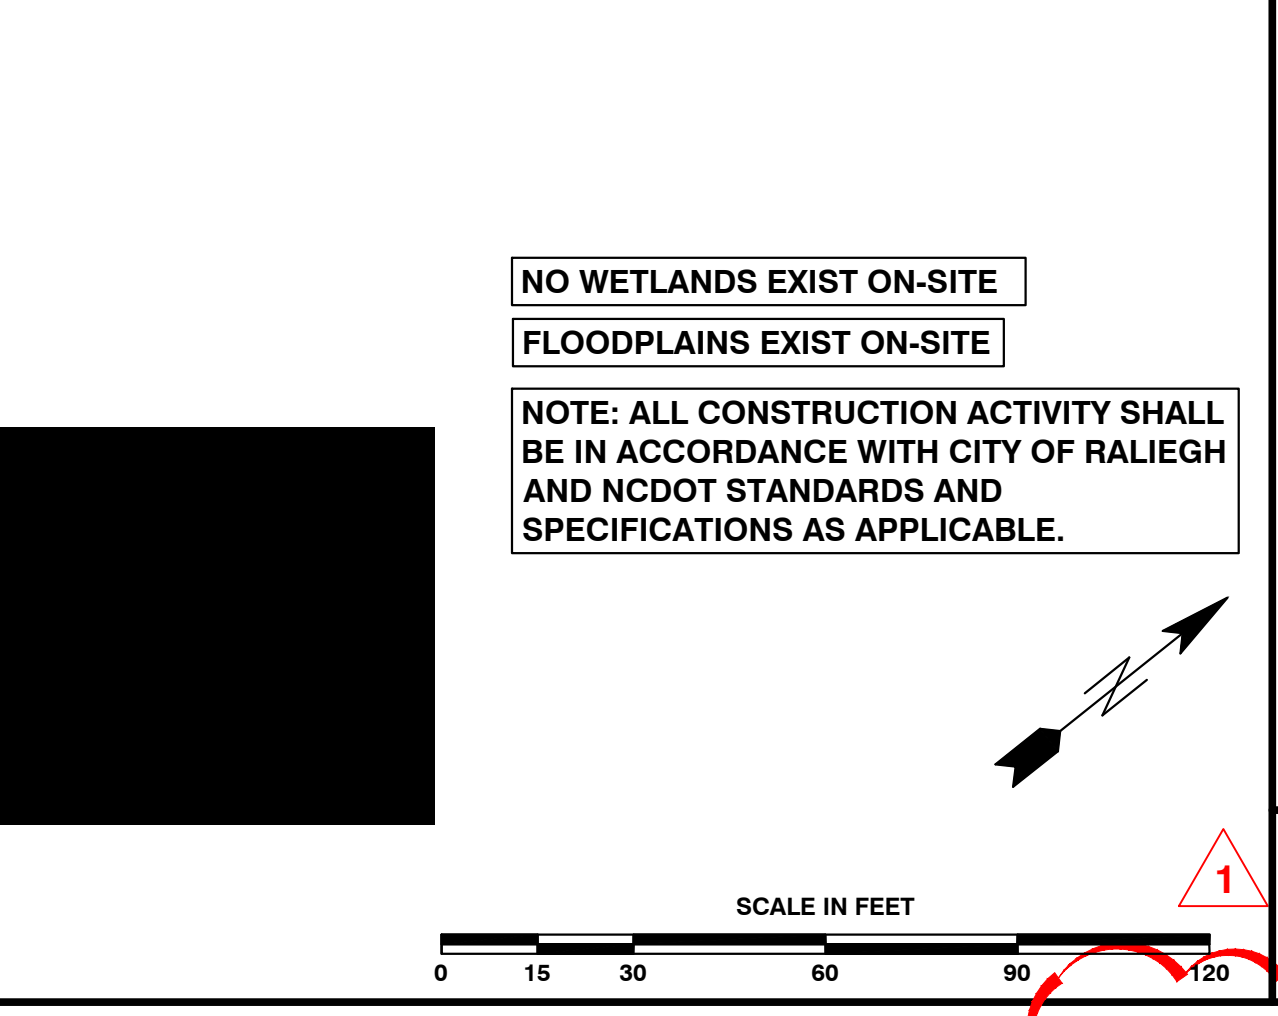 NO WETLANDS EXIST ON-SITE
FLOODPLAINS EXIST ON-SITE
NOTE: ALL CONSTRUCTION ACTIVITY SHALL
BE IN ACCORDANCE WITH CITY OF RALIEGH
AND NCDOT STANDARDS AND
SPECIFICATIONS AS APPLICABLE.
N
1
SCALE IN FEET
0 15 30 60 90 120